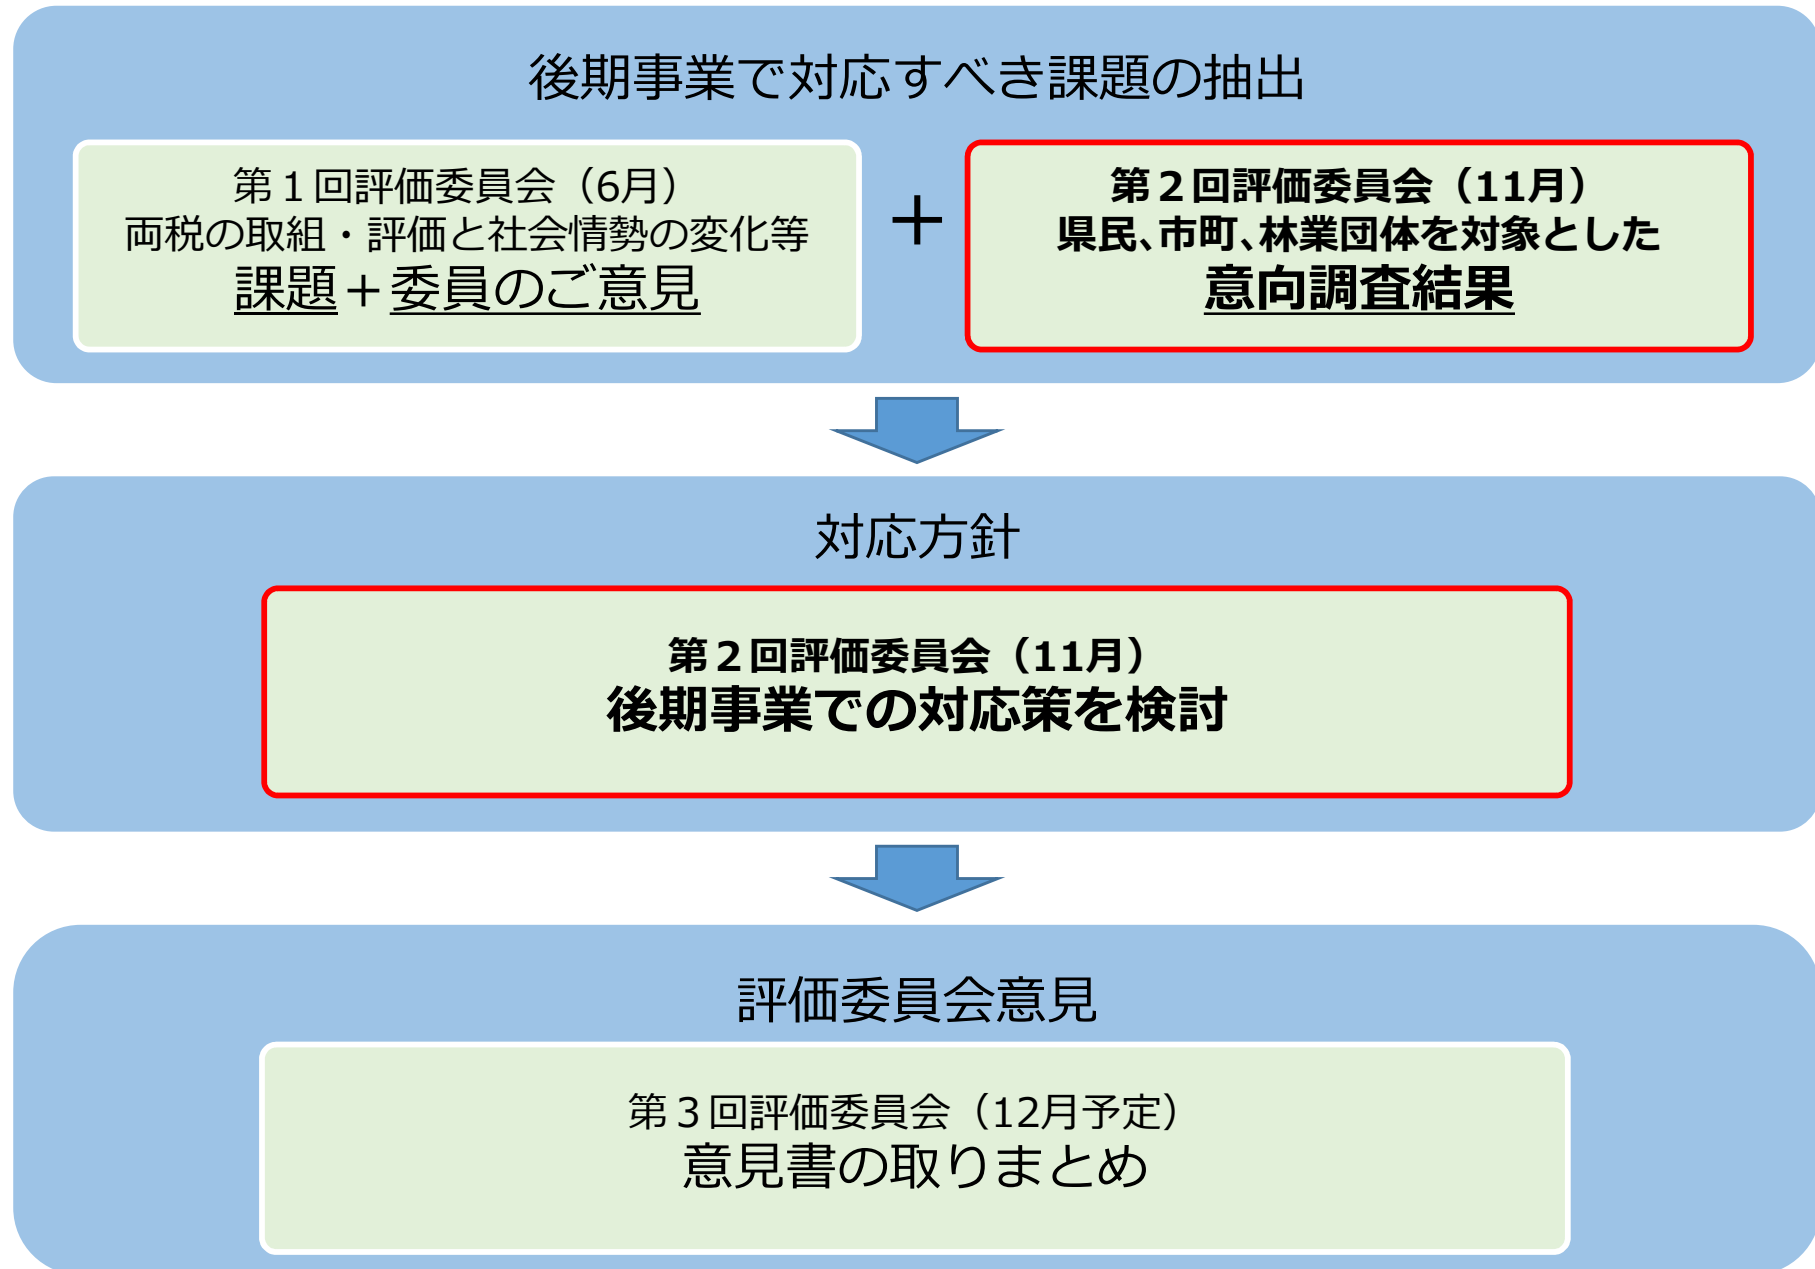 後期事業で対応すべき課題の抽出
第１回評価委員会（6月）
両税の取組・評価と社会情勢の変化等
課題＋委員のご意見
＋
第２回評価委員会（11月）
県民、市町、林業団体を対象とした
意向調査結果
対応方針
第２回評価委員会（11月）
後期事業での対応策を検討
評価委員会意見
第３回評価委員会（12月予定）
意見書の取りまとめ